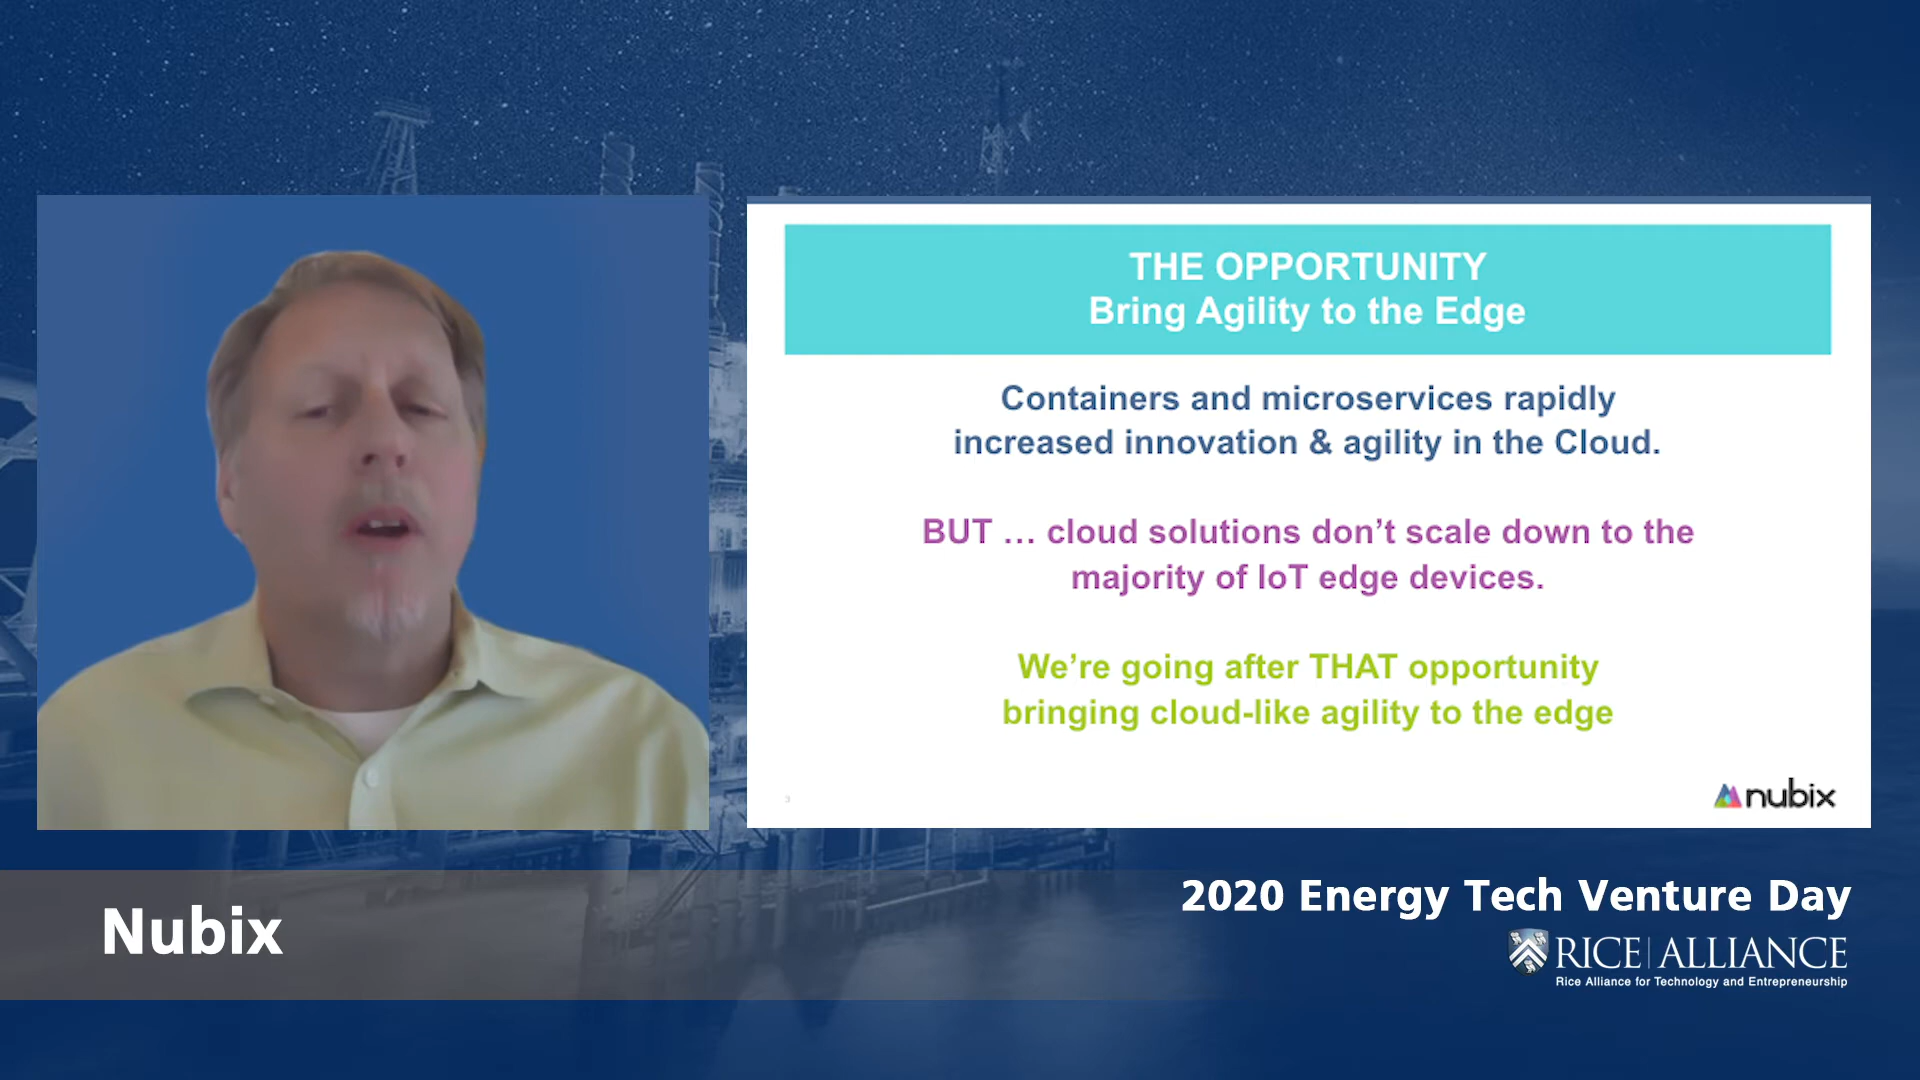 THE OPPORTUNITY
Bring Agility to the Edge
Containers and microservices rapidly
increased innovation & agility in the Cloud.
BUT … cloud solutions don’t scale down to the
majority of IoT edge devices.
We’re going after THAT opportunity
bringing cloud-like agility to the edge
3
nubix
Nubix
2020 Energy Tech Venture Day
RICE | ALLIANCE
Rice Alliance for Technology and Entrepreneurship